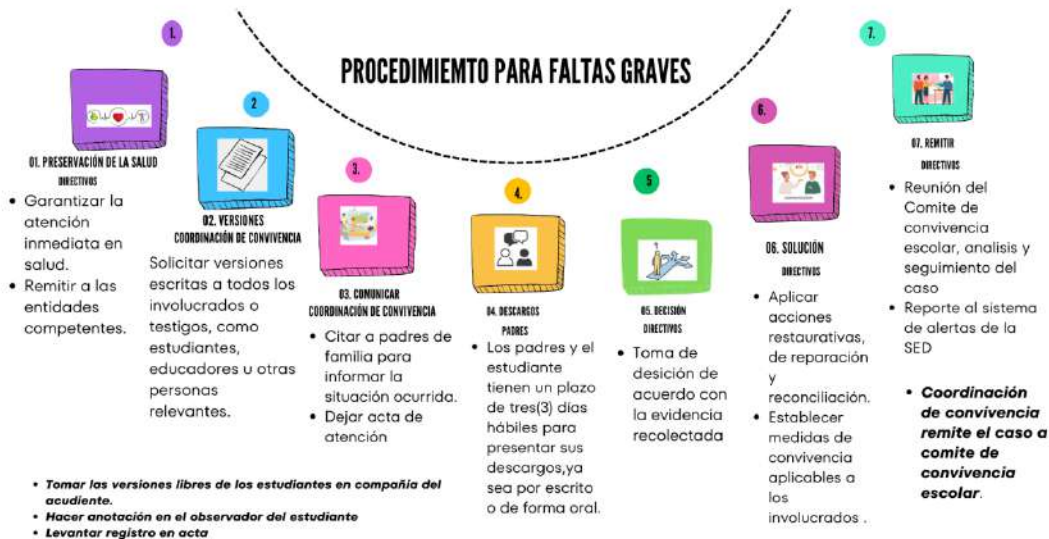 PROCEDIMIEMTO PARA FALTAS GRAVES
1.
01. PRESERVACIÓN DE LA SALUD
DIRECTIVOS
• Garantizar la
atención
inmediata en
salud.
• Remitir a las
entidades
competentes.
2
02. VERSIONES
COORDINACIÓN DE CONVIVENCIA
Solicitar versiones
escritas a todos los
involucrados o
testigos, como
estudiantes,
educadores u otras
personas
relevantes.
3.
03. COMUNICAR
COORDINACIÓN DE CONVIVENCIA
• Citar a padres de
familia para
informar la
situación ocurrida.
• Dejar acta de
atención
4.
04. DESCARGOS
PADRES
• Los padres y el
estudiante
tienen un plazo
de tres(3) días
hábiles para
presentar sus
descargos,ya
sea por escrito
o de forma oral.
5
05. DECISIÓN
DIRECTIVOS
• Toma de
desición de
acuerdo con
la evidencia
recolectada
6.
06. SOLUCIÓN
DIRECTIVOS
• Aplicar
acciones
restaurativas,
de reparación
y
reconciliación.
• Establecer
medidas de
convivencia
aplicables a
los
involucrados .
7.
07. REMITIR
DIRECTIVOS
• Reunión del
Comite de
convivencia
escolar, analisis y
seguimiento del
caso
• Reporte al sistema
de alertas de la
SED
• Coordinación
de convivencia
remite el caso a
comite de
convivencia
escolar.
• Tomar las versiones libres de los estudiantes en compañía del
acudiente.
• Hacer anotación en el observador del estudiante
• Levantar registro en acta